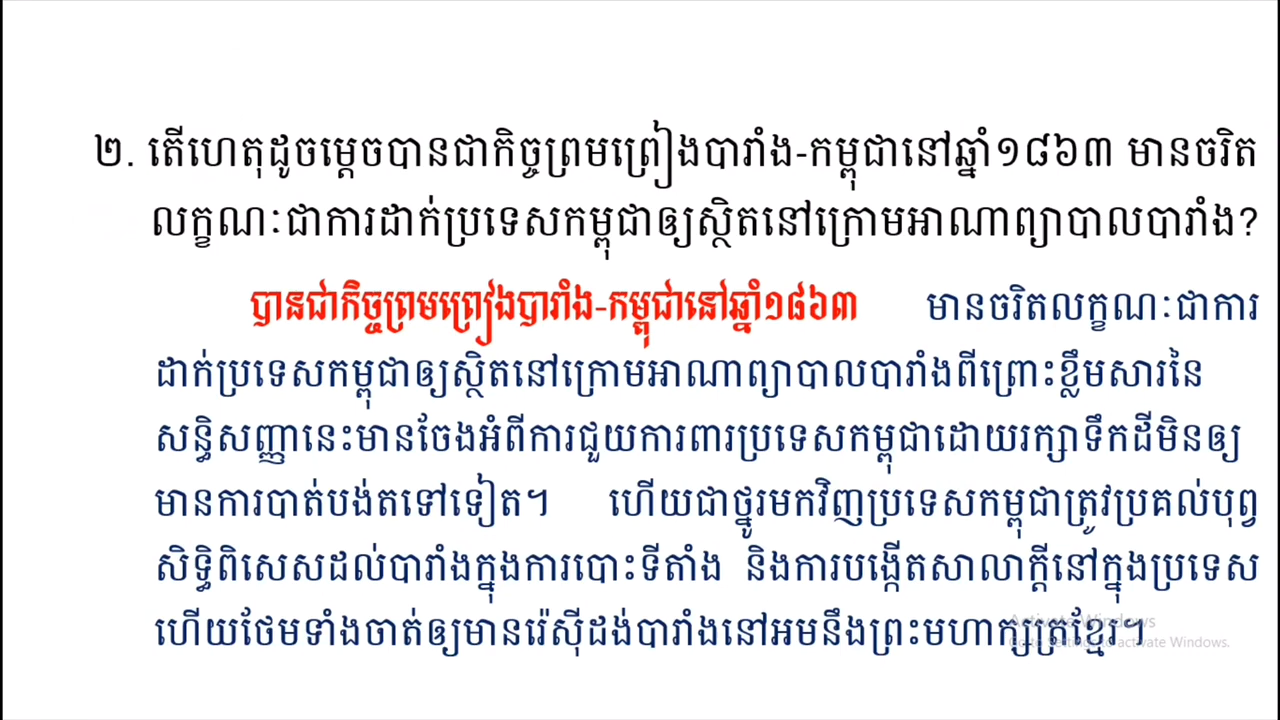 ២. តើហេតុដូចម្ដេចបានជាកិច្ចព្រមព្រៀងបារាំង-កម្ពុជានៅឆ្នាំ១៨៦៣ មានចរិត
លក្ខណៈជាការដាក់ប្រទេសកម្ពុជាឲ្យស្ថិតនៅក្រោមអាណាព្យាបាលបារាំង?
បានជាកិច្ចព្រមព្រៀងបារាំង-កម្ពុជានៅឆ្នាំ១៨៦៣ មានចរិតលក្ខណៈជាការ
ដាក់ប្រទេសកម្ពុជាឲ្យស្ថិតនៅក្រោមអាណាព្យាបាលបារាំងពីព្រោះខ្លឹមសារនៃ
សន្ធិសញ្ញានេះមានចែងអំពីការជួយការពារប្រទេសកម្ពុជាដោយរក្សាទឹកដីមិនឲ្យ
មានការបាត់បង់តទៅទៀត។ ហើយជាថ្នូរមកវិញប្រទេសកម្ពុជាត្រូវប្រគល់បុព្វ
សិទ្ធិពិសេសដល់បារាំងក្នុងការបោះទីតាំង និងការបង្កើតសាលាក្ដីនៅក្នុងប្រទេស
ហើយថែមទាំងចាត់ឲ្យមានរ៉េស៊ីដង់បារាំងនៅអមនឹងព្រះមហាក្សត្រខ្មែរ។
Activate Windows
Go to Settings to activate Windows.